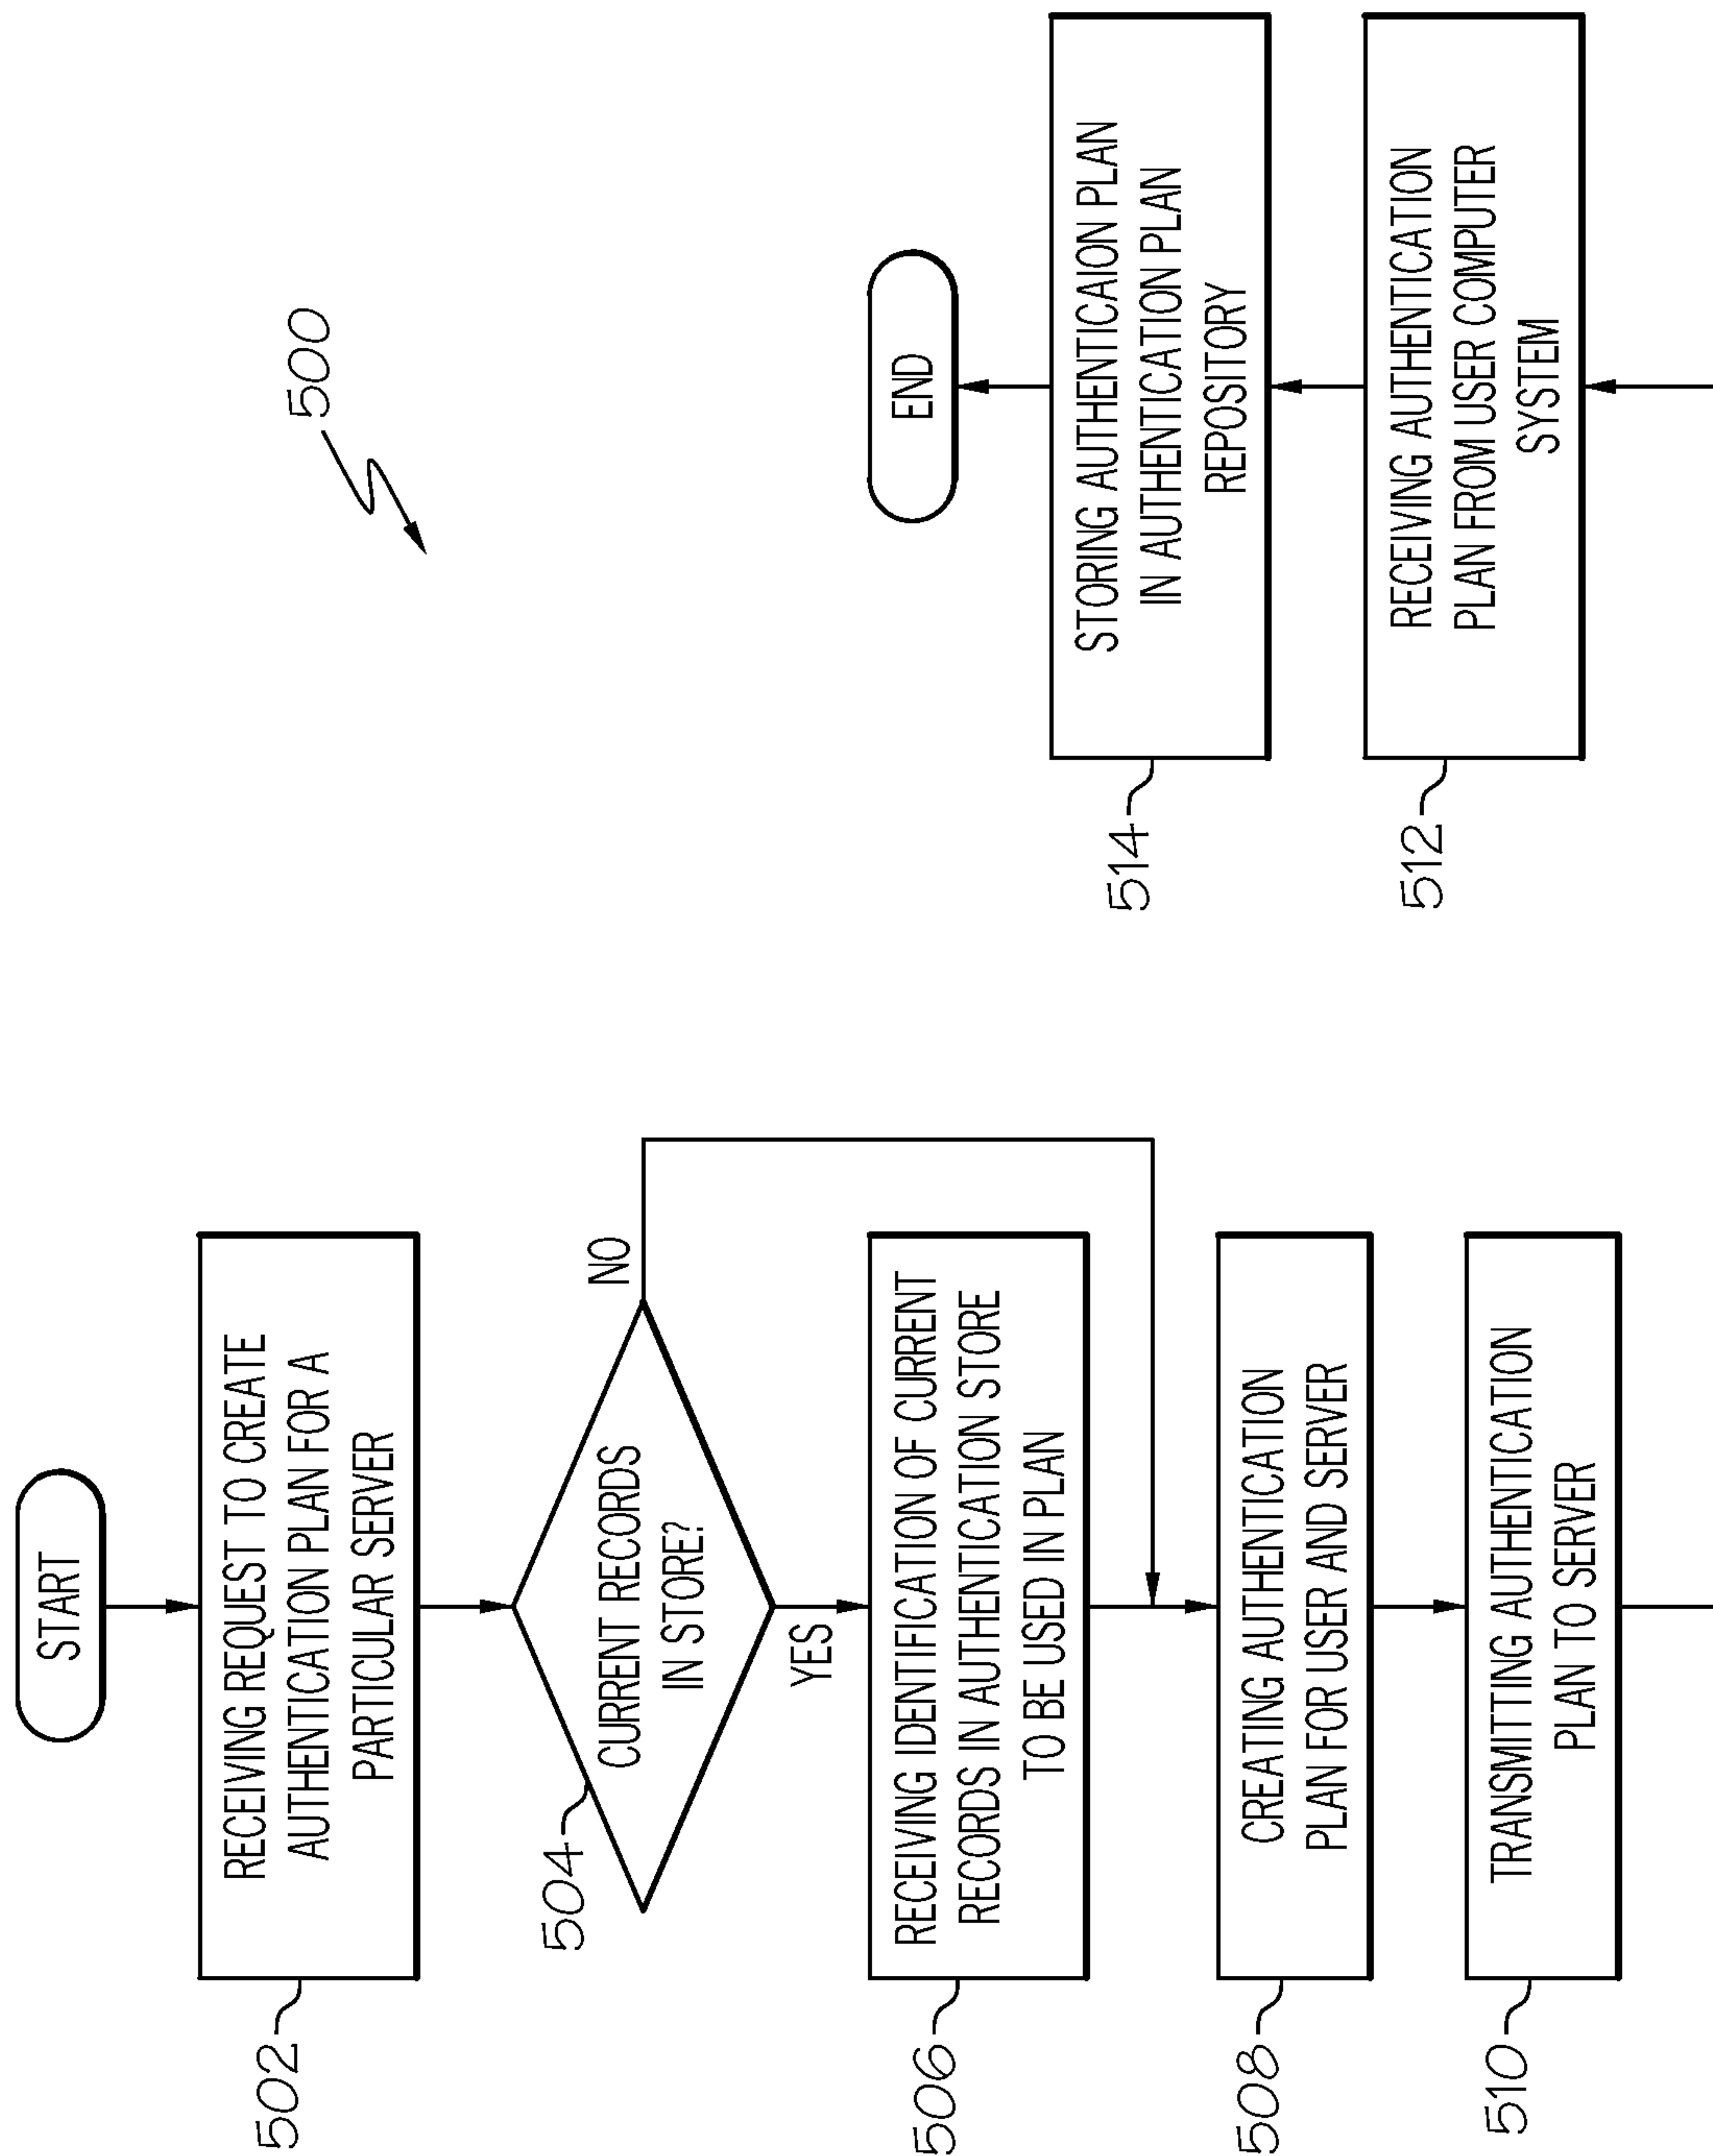 500
START
RECEIVING REQUEST TO CREATE
AUTHENTICATION PLAN FOR A
PARTICULAR SERVER
502
CURRENT RECORDS
IN STORE?
504
NO
YES
RECEIVING IDENTIFICATION OF CURRENT
RECORDS IN AUTHENTICATION STORE
TO BE USED IN PLAN
506
CREATING AUTHENTICATION
PLAN FOR USER AND SERVER
508
TRANSMITTING AUTHENTICATION
PLAN TO SERVER
510
RECEIVING AUTHENTICATION
PLAN FROM USER COMPUTER
SYSTEM
512
STORING AUTHENTICAION PLAN
IN AUTHENTICATION PLAN
REPOSITORY
514
END